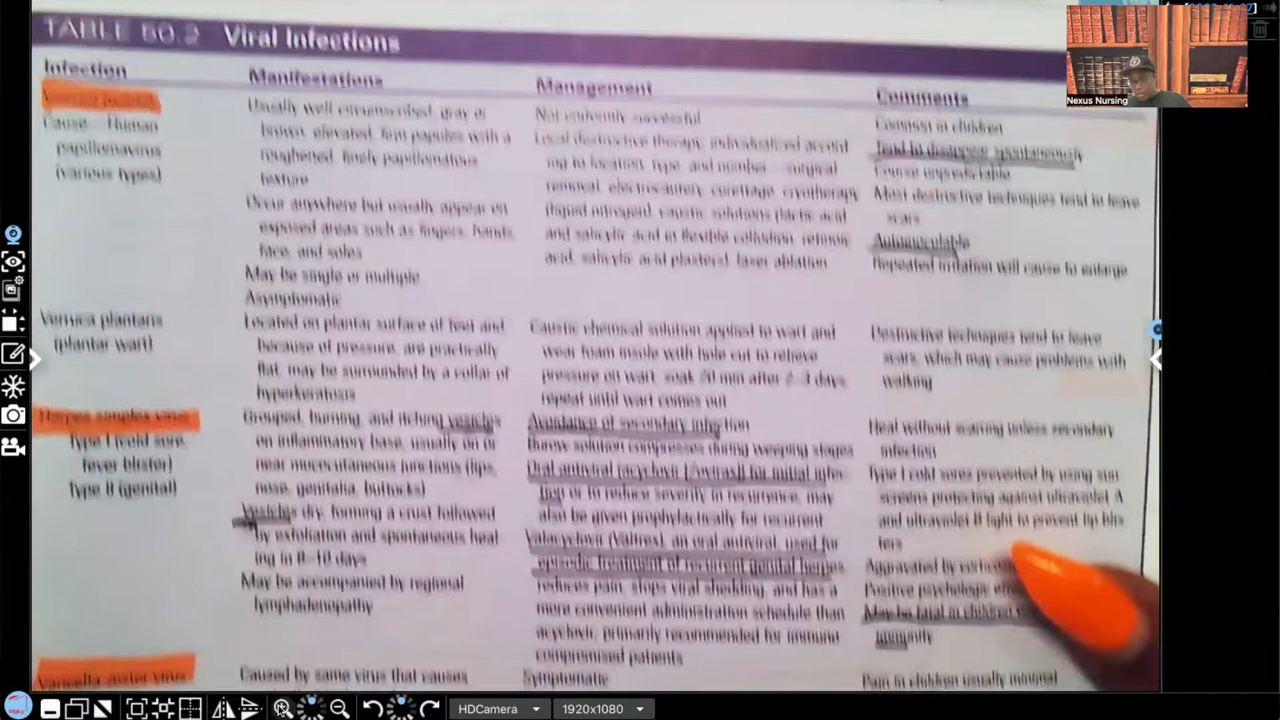 TABLE 60.2 Viral Infections
Infection
Manifestations
Management
Comments
Cause Human
papillomavirus
(various types)
Usually well circumscribed, gray or
brown, elevated, firm papules with a
roughened, finely papillomatous
texture
Occur anywhere but usually appear on
exposed areas such as fingers, hands,
face, and soles
May be single or multiple
Asymptomatic
Not uniformly successful
Local destructive therapy, individualized accord
ing to location, type, and number surgical
removal, electrocautery, curettage, cryotherapy
(liquid nitrogen), caustic solutions (lactic acid
and salicylic acid in flexible collodion, retinoic
acid, salicylic acid plasters), laser ablation
Common in children
tend to disappear spontaneously
Course unpredictable
Most destructive techniques tend to leave
scars
Autoinoculable
Repeated irritation will cause to enlarge
Verruca plantaris
(plantar wart)
Located on plantar surface of feet and
because of pressure, are practically
flat, may be surrounded by a collar of
hyperkeratosis
Caustic chemical solution applied to wart and
wear foam insole with hole cut to relieve
pressure on wart, soak 20 min after 2-3 days,
repeat until wart comes out
Destructive techniques tend to leave
scars, which may cause problems with
walking
Herpes simplex virus
Type I (cold sore,
fever blister)
Type II (genital)
Grouped, burning, and itching vesicles
on inflammatory base, usually on or
near mucocutaneous junctions (lips,
nose, genitalia, buttocks)
Vesicles dry, forming a crust followed
by exfoliation and spontaneous heal
ing in 8-10 days
May be accompanied by regional
lymphadenopathy
Avoidance of secondary infection
Burow solution compresses during weeping stages
Oral antiviral (acyclovir [Zovirax]) for initial infec
tion or to reduce severity in recurrence, may
also be given prophylactically for recurrent
Valacyclovir (Valtrex), an oral antiviral, used for
episodic treatment of recurrent genital herpes
reduces pain, stops viral shedding, and has a
more convenient administration schedule than
acyclovir, primarily recommended for immuno
compromised patients
Heal without scarring unless secondary
infection
Type I cold sores prevented by using sun
screens protecting against ultraviolet A
and ultraviolet B light to prevent lip blis
ters
Aggravated by
Positive psychologic
May be fatal in children
immunity
Varicella-zoster virus
Caused by same virus that causes
Symptomatic
Pain in children usually minimal
Nexus Nursing
HDCamera
1920x1080